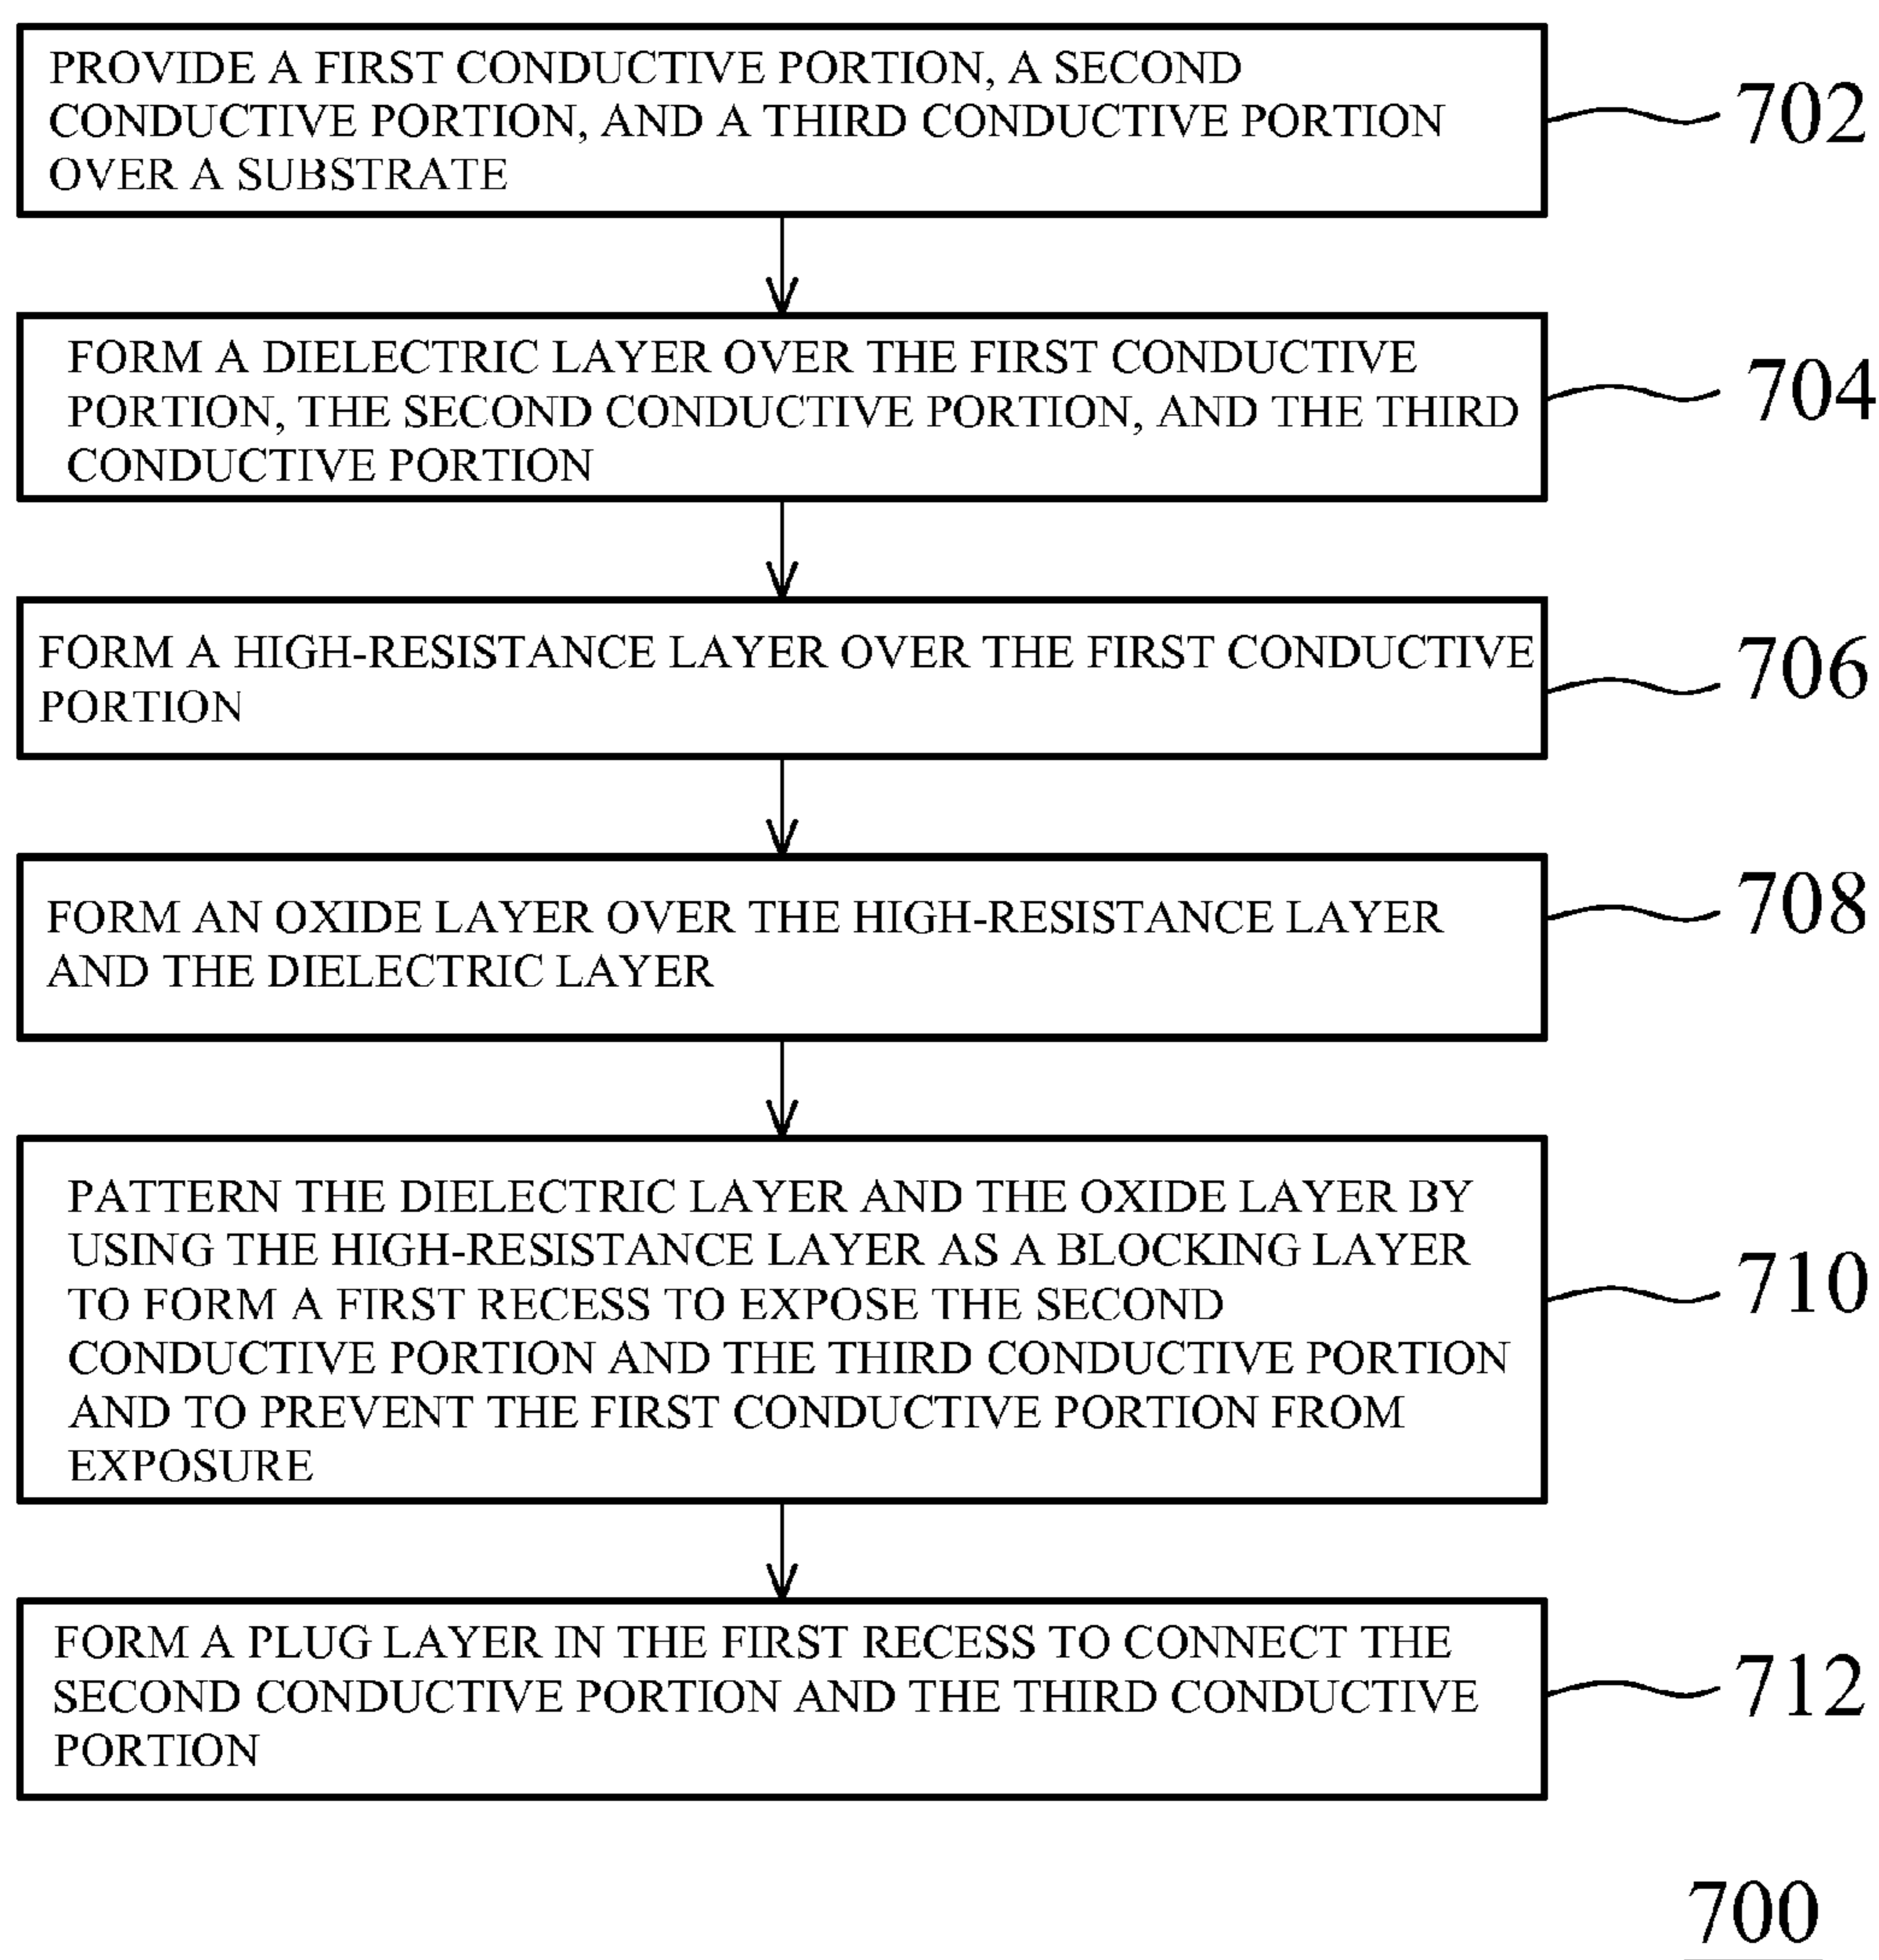 PROVIDE A FIRST CONDUCTIVE PORTION, A SECOND
CONDUCTIVE PORTION, AND A THIRD CONDUCTIVE PORTION
OVER A SUBSTRATE
702
FORM A DIELECTRIC LAYER OVER THE FIRST CONDUCTIVE
PORTION, THE SECOND CONDUCTIVE PORTION, AND THE THIRD
CONDUCTIVE PORTION
704
FORM A HIGH-RESISTANCE LAYER OVER THE FIRST CONDUCTIVE
PORTION
706
FORM AN OXIDE LAYER OVER THE HIGH-RESISTANCE LAYER
AND THE DIELECTRIC LAYER
708
PATTERN THE DIELECTRIC LAYER AND THE OXIDE LAYER BY
USING THE HIGH-RESISTANCE LAYER AS A BLOCKING LAYER
TO FORM A FIRST RECESS TO EXPOSE THE SECOND
CONDUCTIVE PORTION AND THE THIRD CONDUCTIVE PORTION
AND TO PREVENT THE FIRST CONDUCTIVE PORTION FROM
EXPOSURE
710
FORM A PLUG LAYER IN THE FIRST RECESS TO CONNECT THE
SECOND CONDUCTIVE PORTION AND THE THIRD CONDUCTIVE
PORTION
712
700